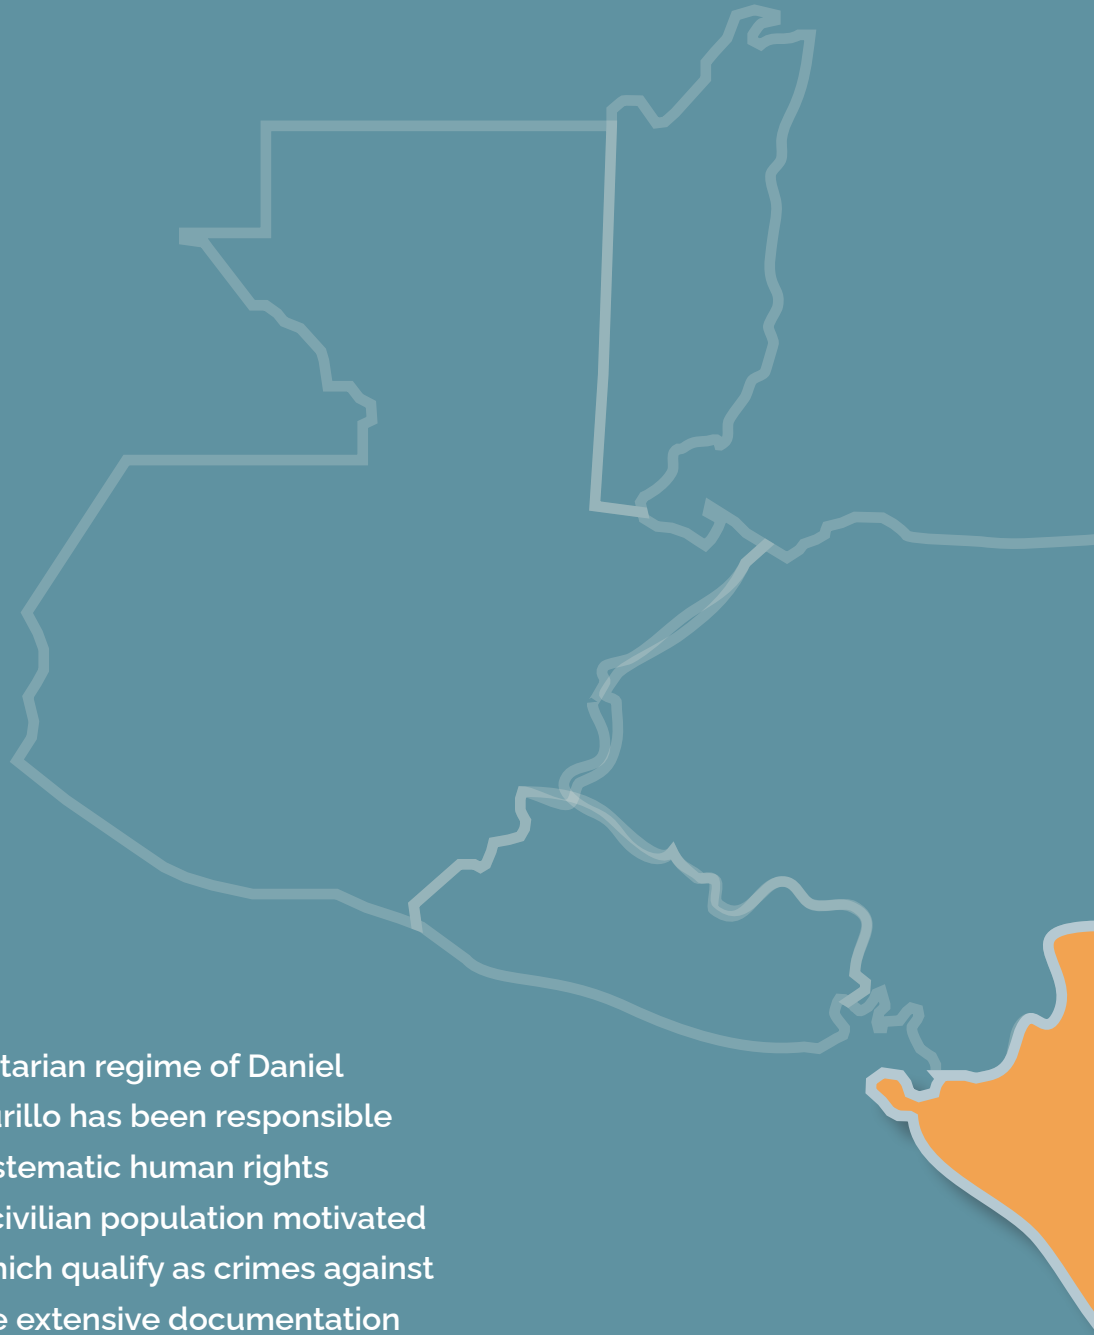 tarian regime of Daniel
rillo has been responsible
stematic human rights
civilian population motivated
hich qualify as crimes against
e extensive documentation